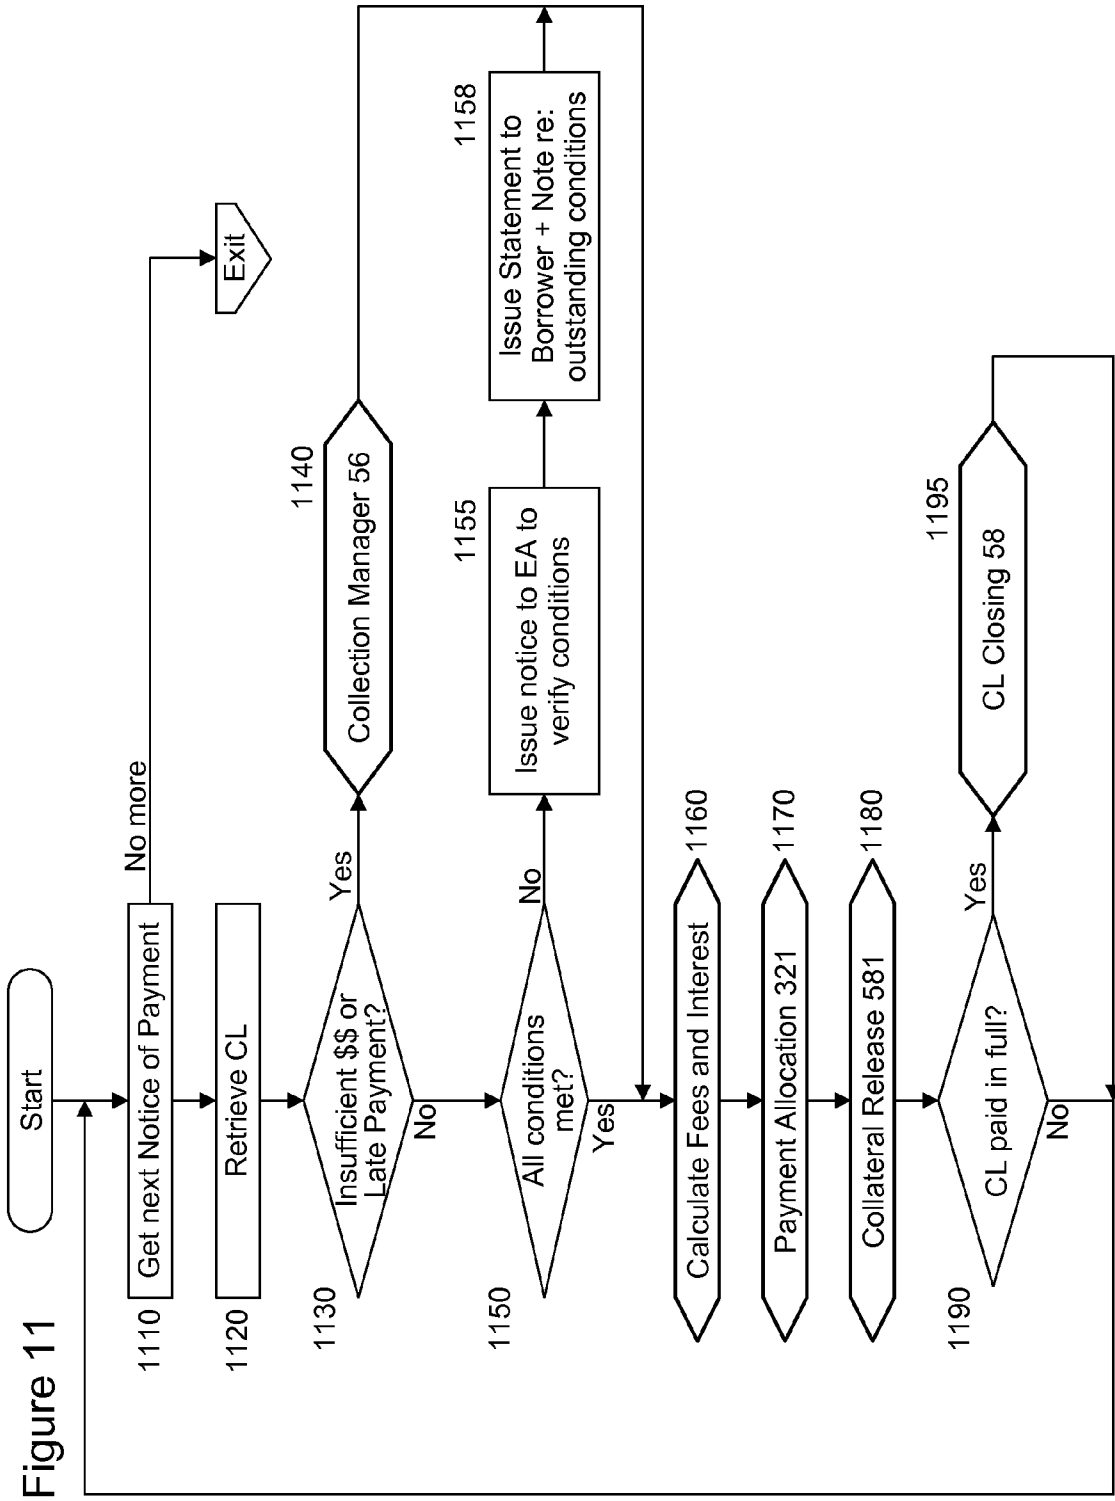 Figure 11
Start
1110
Get next Notice of Payment
No more
Exit
1120
Retrieve CL
1130
Insufficient $$ or
Late Payment?
Yes
No
1140
Collection Manager 56
1150
All conditions
met?
No
Yes
1155
Issue notice to EA to
verify conditions
1158
Issue Statement to
Borrower + Note re:
outstanding conditions
Calculate Fees and Interest
1160
Payment Allocation 321
1170
Collateral Release 581
1180
1190
CL paid in full?
Yes
No
1195
CL Closing 58